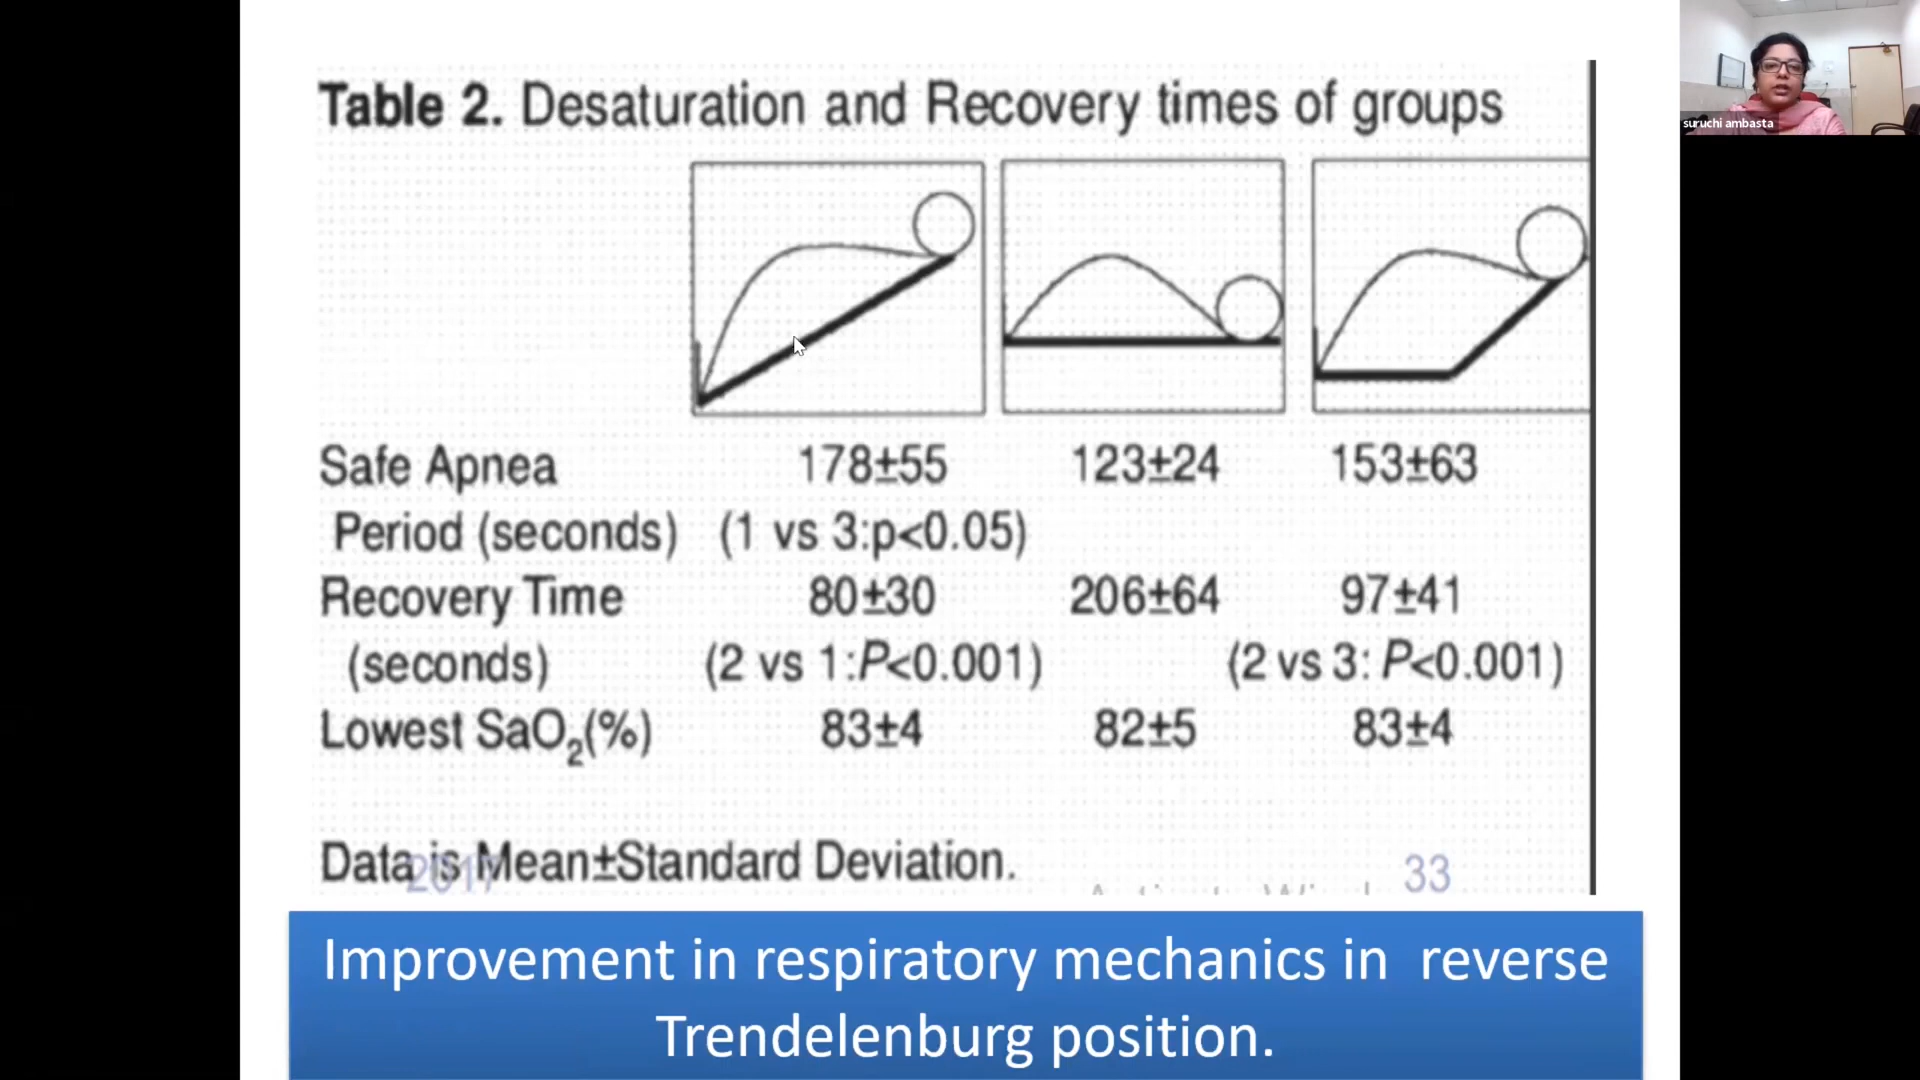 Table 2. Desaturation and Recovery times of groups
Safe Apnea 178±55 123±24 153±63
Period (seconds) (1 vs 3:p<0.05)
Recovery Time 80±30 206±64 97±41
(seconds) (2 vs 1:P<0.001) (2 vs 3: P<0.001)
Lowest SaO2(%) 83±4 82±5 83±4
Data is Mean±Standard Deviation.
2017
33
Improvement in respiratory mechanics in reverse
Trendelenburg position.
suruchi ambasta